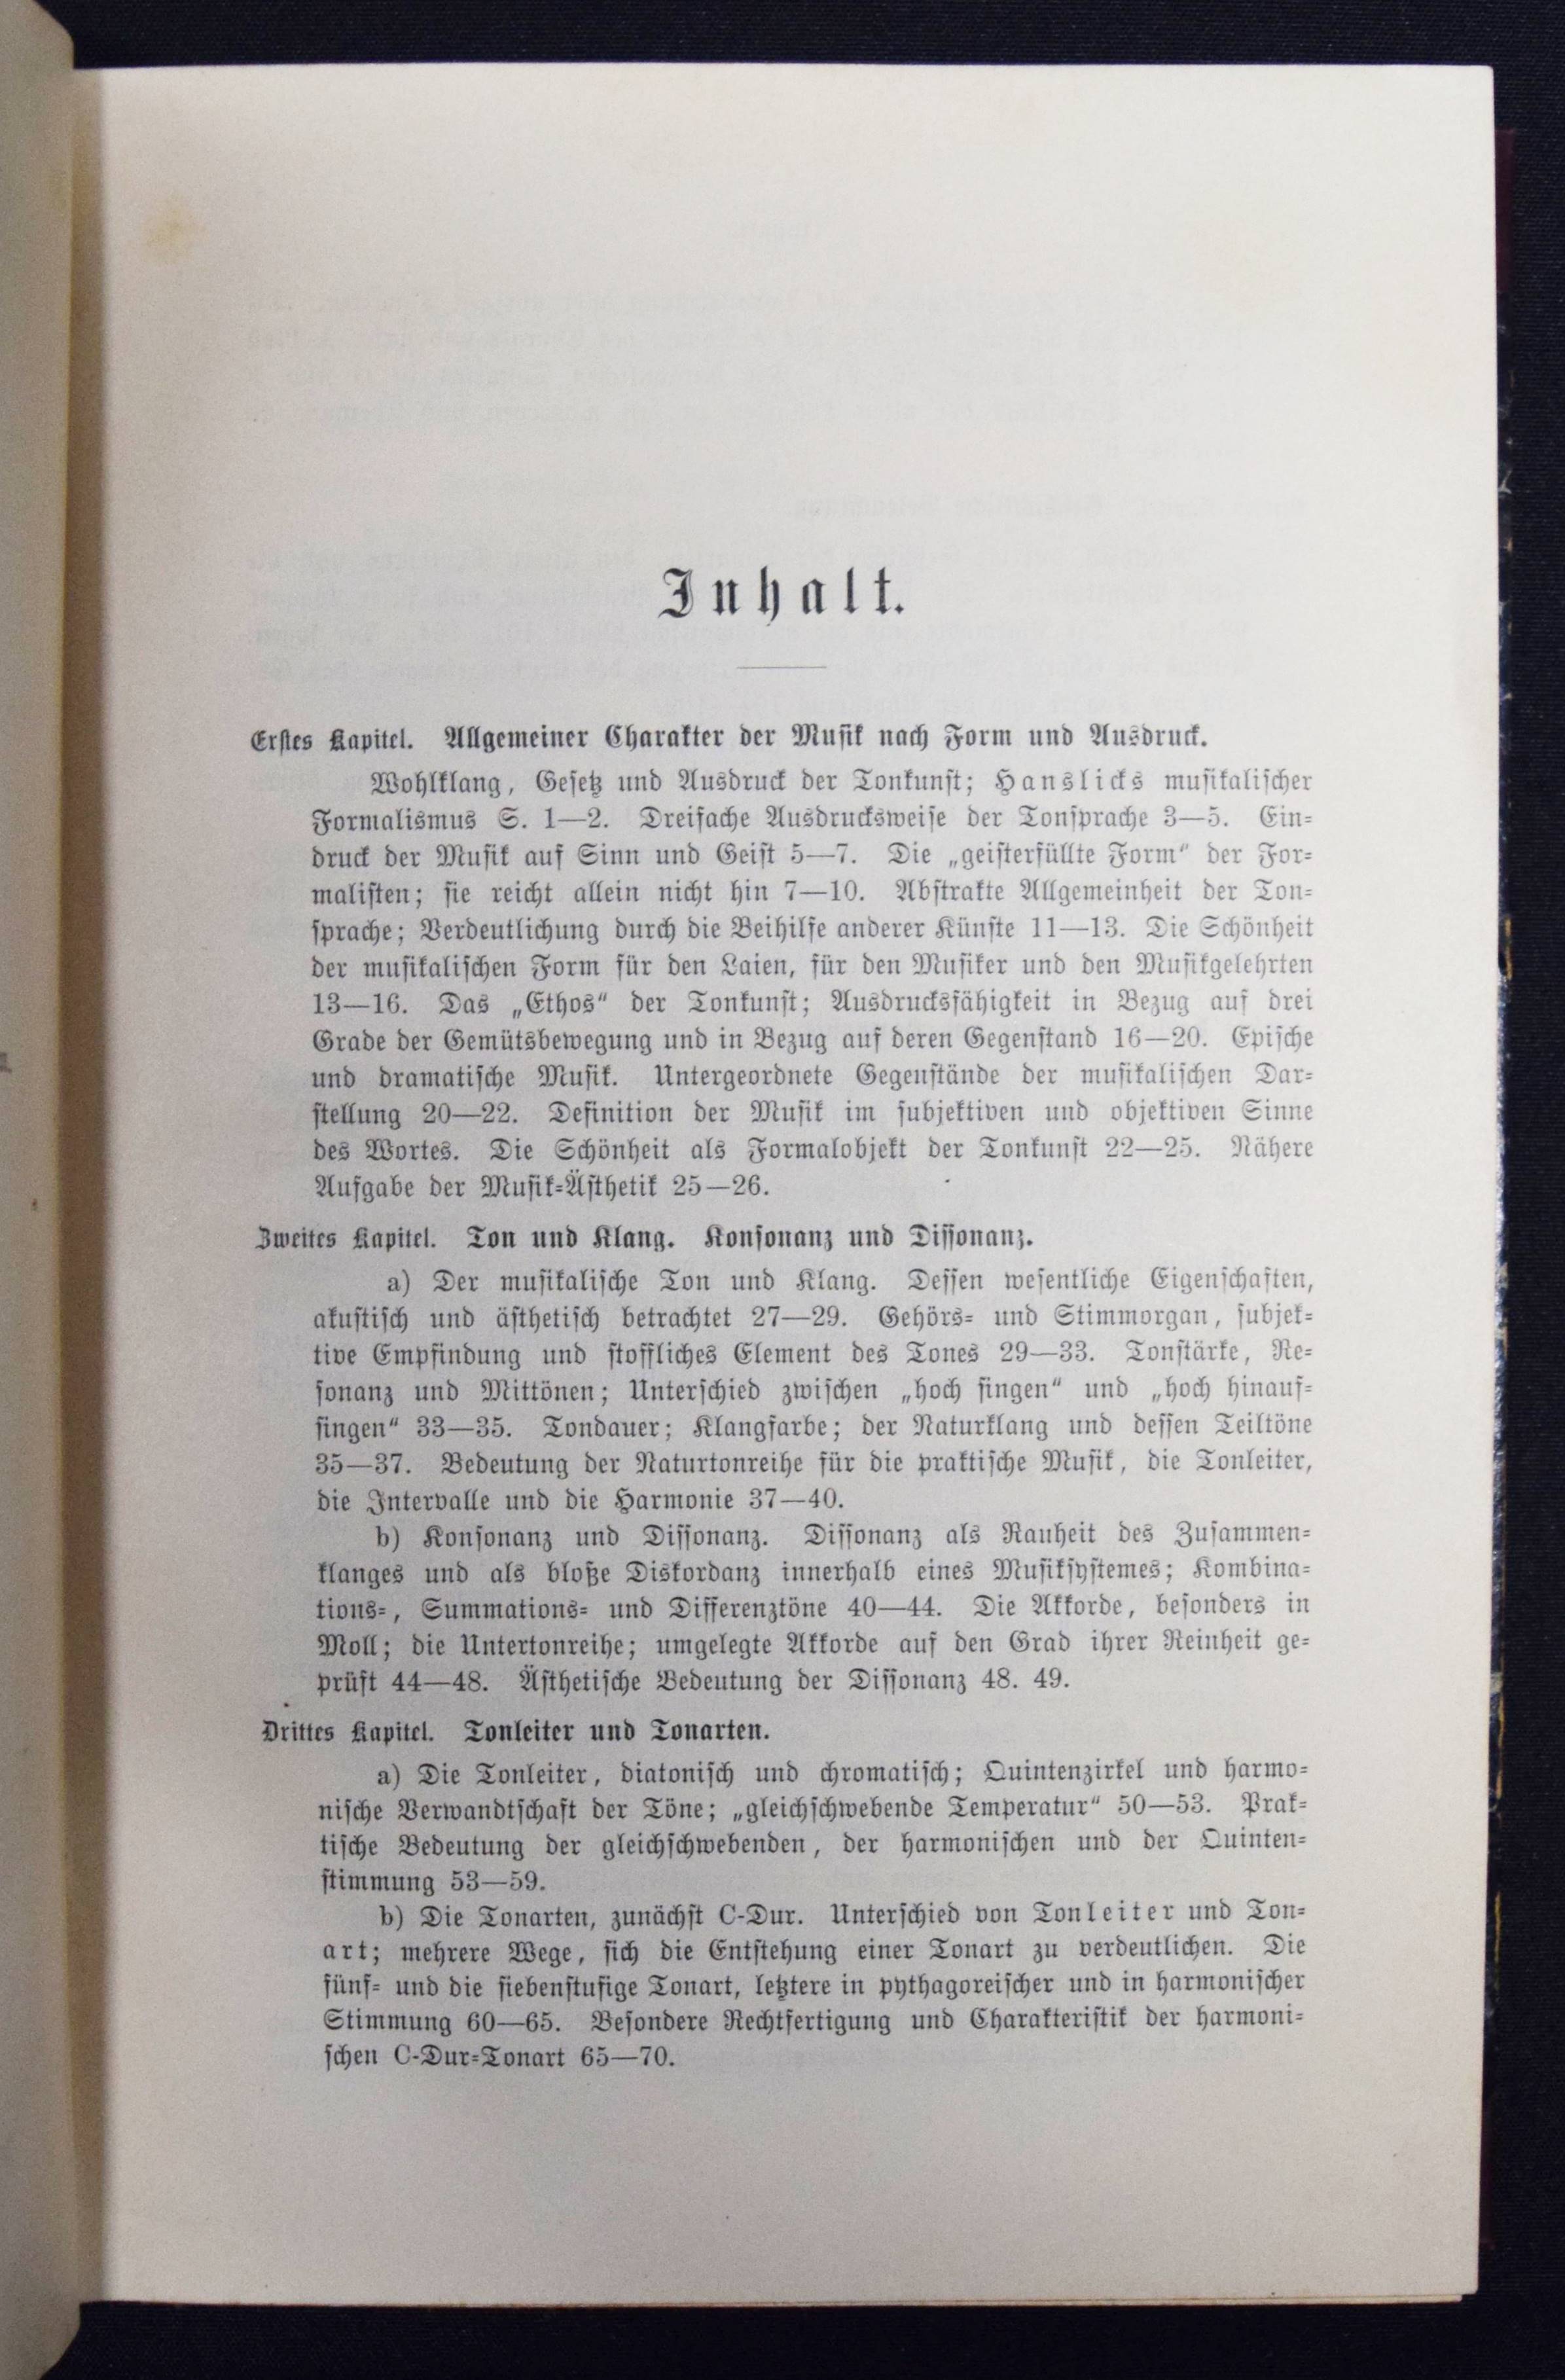 Inhalt.
Erstes Kapitel. Allgemeiner Charakter der Musik nach Form und Ausdruck.
Wohlklang, Gesetz und Ausdruck der Tonkunst; Hanslicks musikalischer
Formalismus S. 1—2. Dreifache Ausdrucksweise der Tonsprache 3—5. Ein-
druck der Musik auf Sinn und Geist 5—7. Die „geisterfüllte Form“ der For-
malisten; sie reicht allein nicht hin 7—10. Abstrakte Allgemeinheit der Ton-
sprache; Verdeutlichung durch die Beihilfe anderer Künste 11—13. Die Schönheit
der musikalischen Form für den Laien, für den Musiker und den Musikgelehrten
13—16. Das „Ethos“ der Tonkunst; Ausdrucksfähigkeit in Bezug auf drei
Grade der Gemütsbewegung und in Bezug auf deren Gegenstand 16—20. Epische
und dramatische Musik. Untergeordnete Gegenstände der musikalischen Dar-
stellung 20—22. Definition der Musik im subjektiven und objektiven Sinne
des Wortes. Die Schönheit als Formalobjekt der Tonkunst 22—25. Nähere
Aufgabe der Musik-Ästhetik 25—26.
Zweites Kapitel. Ton und Klang. Konsonanz und Dissonanz.
a) Der musikalische Ton und Klang. Dessen wesentliche Eigenschaften,
akustisch und ästhetisch betrachtet 27—29. Gehörs- und Stimmorgan, subjek-
tive Empfindung und stoffliches Element des Tones 29—33. Tonstärke, Re-
sonanz und Mittönen; Unterschied zwischen „hoch singen“ und „hoch hinauf-
singen“ 33—35. Tondauer; Klangfarbe; der Naturklang und dessen Teiltöne
35—37. Bedeutung der Naturtonreihe für die praktische Musik, die Tonleiter,
die Intervalle und die Harmonie 37—40.
b) Konsonanz und Dissonanz. Dissonanz als Rauheit des Zusammen-
klanges und als bloße Diskordanz innerhalb eines Musiksystemes; Kombina-
tions-, Summations- und Differenztöne 40—44. Die Akkorde, besonders in
Moll; die Untertonreihe; umgelegte Akkorde auf den Grad ihrer Reinheit ge-
prüft 44—48. Ästhetische Bedeutung der Dissonanz 48. 49.
Drittes Kapitel. Tonleiter und Tonarten.
a) Die Tonleiter, diatonisch und chromatisch; Quintenzirkel und harmo-
nische Verwandtschaft der Töne; „gleichschwebende Temperatur“ 50—53. Prak-
tische Bedeutung der gleichschwebenden, der harmonischen und der Quinten-
stimmung 53—59.
b) Die Tonarten, zunächst C-Dur. Unterschied von Tonleiter und Ton-
art; mehrere Wege, sich die Entstehung einer Tonart zu verdeutlichen. Die
fünf- und die siebenstufige Tonart, letztere in pythagoreischer und in harmonischer
Stimmung 60—65. Besondere Rechtfertigung und Charakteristik der harmoni-
schen C-Dur-Tonart 65—70.